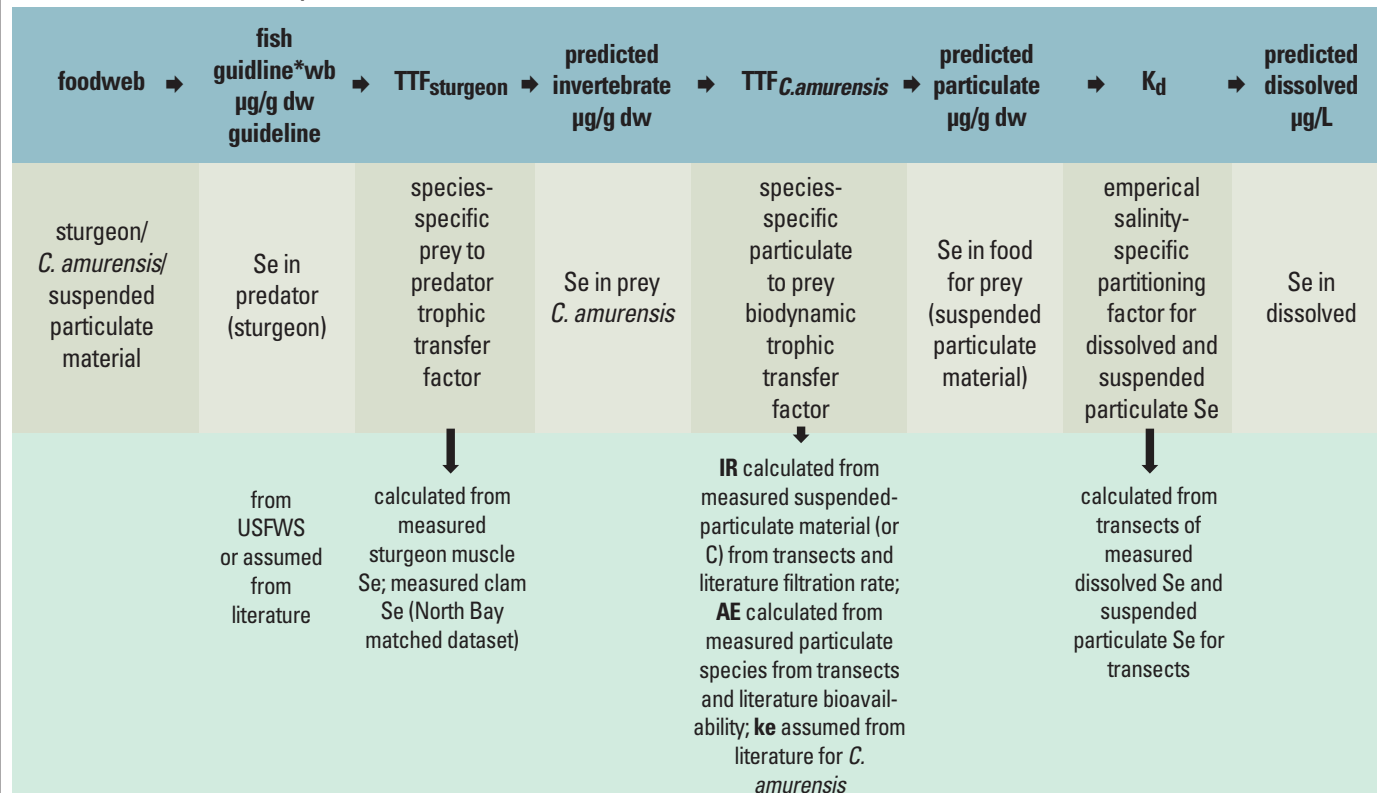 foodweb ➡ fish guidline*wb µg/g dw guideline ➡ TTFsturgeon ➡ predicted invertebrate µg/g dw ➡ TTFC.amurensis ➡ predicted particulate µg/g dw ➡ Kd ➡ predicted dissolved µg/L
sturgeon/
C. amurensis/
suspended
particulate
material
Se in
predator
(sturgeon)
species-
specific
prey to
predator
trophic
transfer
factor
Se in prey
C. amurensis
species-
specific
particulate
to prey
biodynamic
trophic
transfer
factor
Se in food
for prey
(suspended
particulate
material)
emperical
salinity-
specific
partitioning
factor for
dissolved and
suspended
particulate Se
Se in
dissolved
from
USFWS
or assumed
from
literature
calculated from
measured
sturgeon muscle
Se; measured clam
Se (North Bay
matched dataset)
IR calculated from
measured suspended-
particulate material (or
C) from transects and
literature filtration rate;
AE calculated from
measured particulate
species from transects
and literature bioavail-
ability; ke assumed from
literature for C.
amurensis
calculated from
transects of
measured
dissolved Se and
suspended
particulate Se for
transects